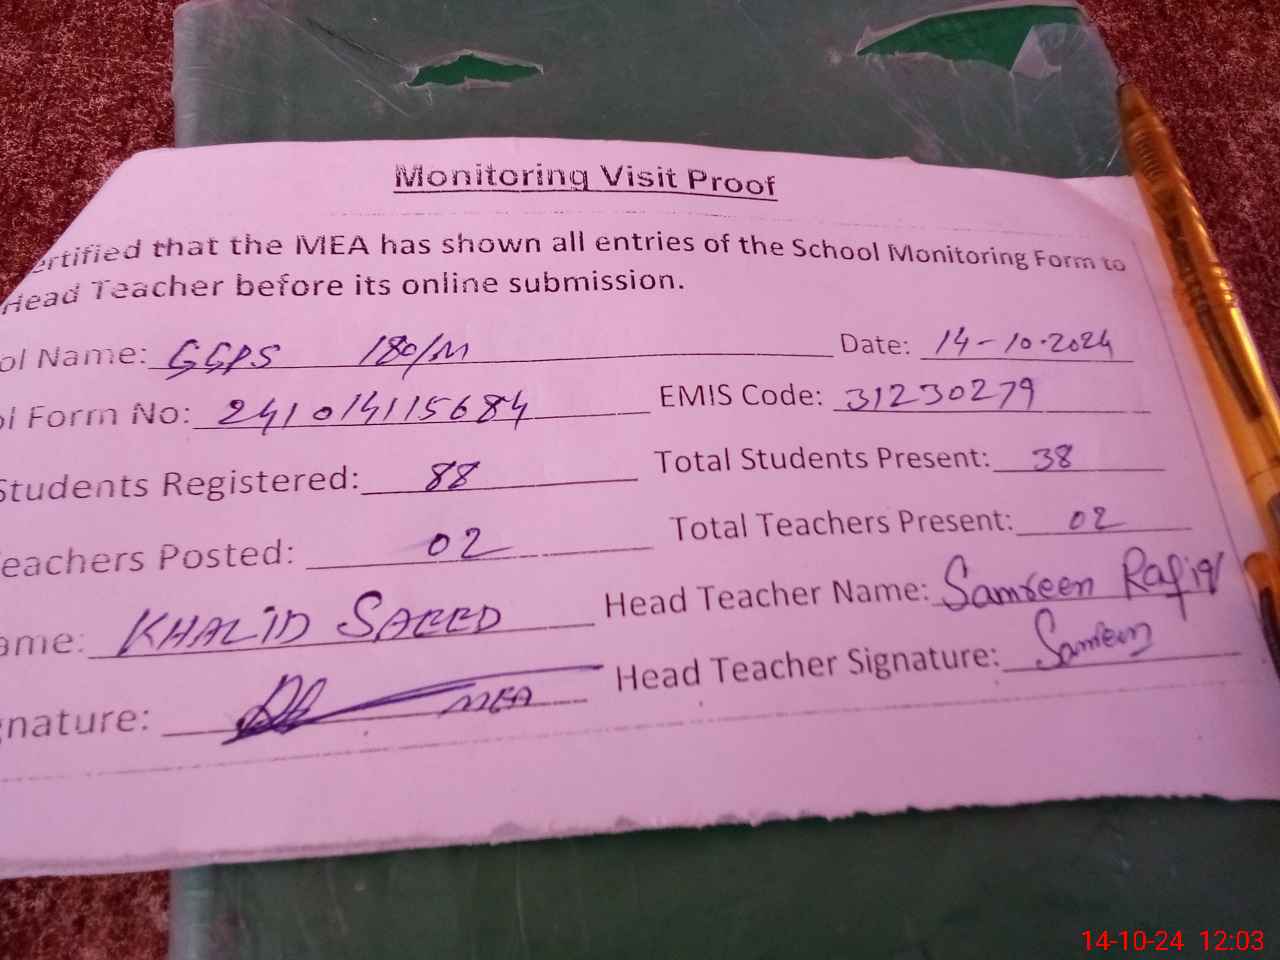 Monitoring Visit Proof
ertified that the MEA has shown all entries of the School Monitoring Form to
Head Teacher before its online submission.
ol Name: GGPS 180/M Date: 14-10-2024
ol Form No: 241014115684 EMIS Code: 31230279
Students Registered: 88 Total Students Present: 38
eachers Posted: 02 Total Teachers Present: 02
ame: KHALID SAEED Head Teacher Name: Samreen Rafiq
gnature: MEA Head Teacher Signature: Samreen
14-10-24 12:03